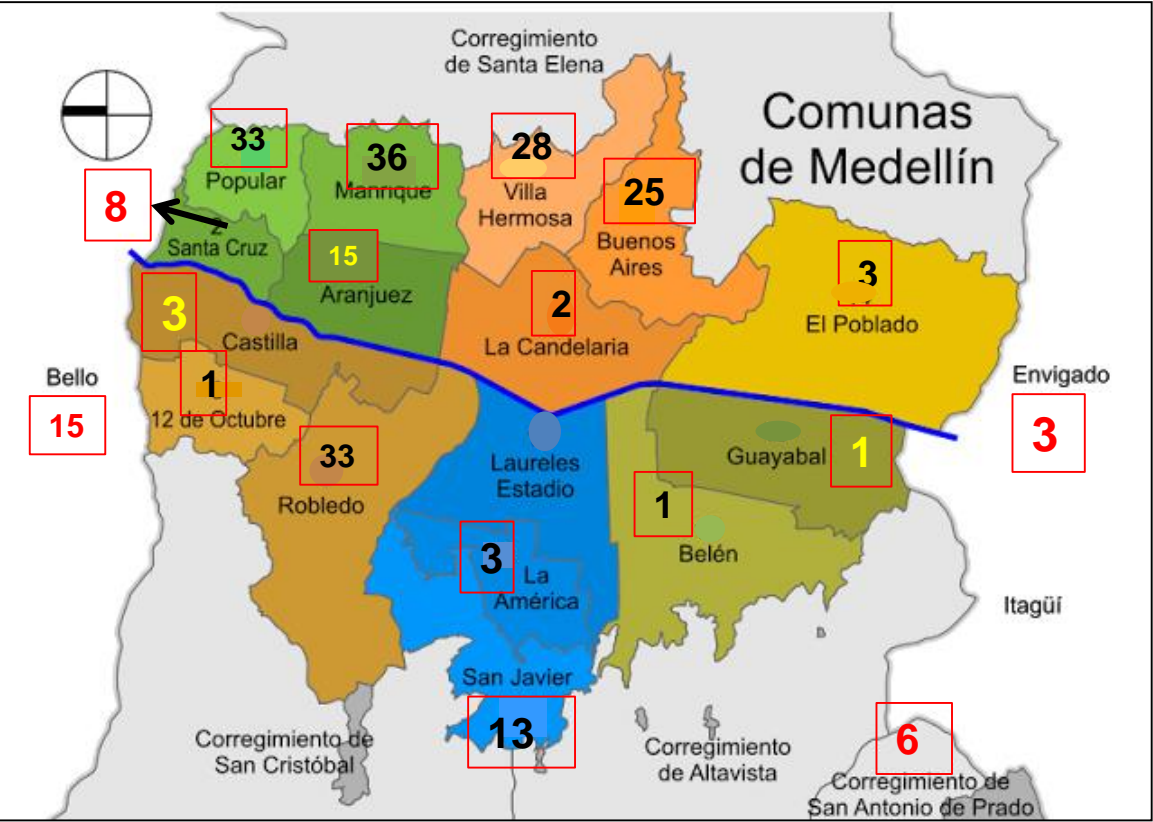 Corregimiento
de Santa Elena
Comunas
de Medellín
33
Popular
36
Manrique
28
Villa
Hermosa
25
Buenos
Aires
8
2
Santa Cruz
15
Aranjuez
3
El Poblado
2
La Candelaria
3
Castilla
Bello
15
1
12 de Octubre
Envigado
3
33
Robledo
Laureles
Estadio
Guayabal
1
1
Belén
3
La
América
Itagüí
San Javier
13
Corregimiento de
San Cristóbal
Corregimiento
de Altavista
6
Corregimiento de
San Antonio de Prado